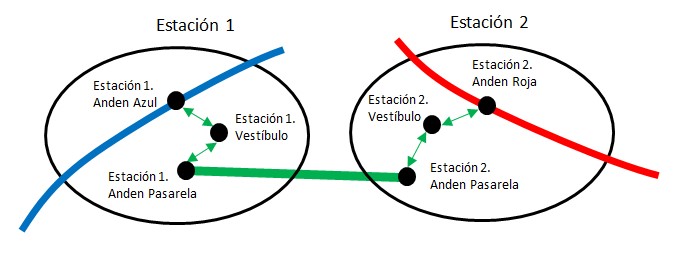 Estación 1
Estación 2
Estación 1.
Anden Azul
Estación 1.
Vestíbulo
Estación 1.
Anden Pasarela
Estación 2.
Anden Roja
Estación 2.
Vestíbulo
Estación 2.
Anden Pasarela